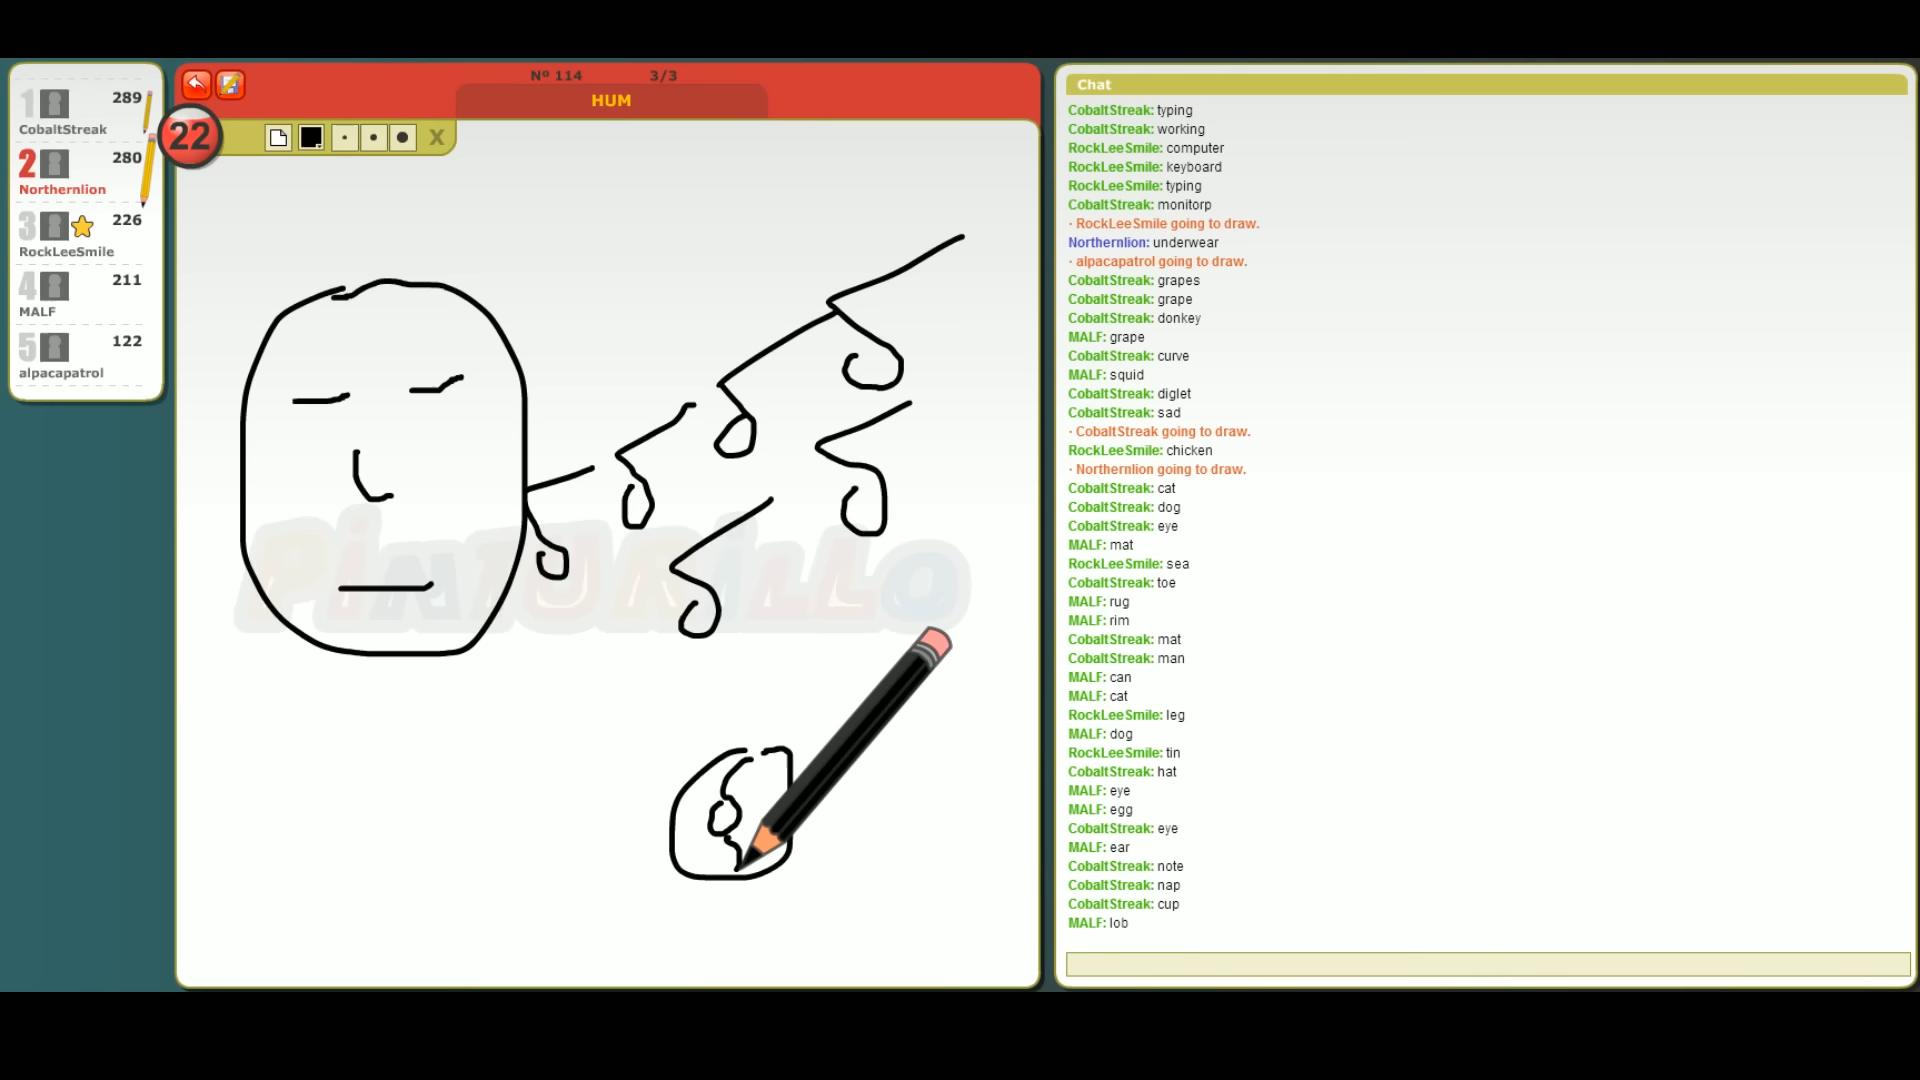 1 289
CobaltStreak
2 280
Northernlion
3 226
RockLeeSmile
4 211
MALF
5 122
alpacapatrol
Nº 114 3/3
HUM
22
X
PINTURILLO
Chat
CobaltStreak: typing
CobaltStreak: working
RockLeeSmile: computer
RockLeeSmile: keyboard
RockLeeSmile: typing
CobaltStreak: monitorp
· RockLeeSmile going to draw.
Northernlion: underwear
· alpacapatrol going to draw.
CobaltStreak: grapes
CobaltStreak: grape
CobaltStreak: donkey
MALF: grape
CobaltStreak: curve
MALF: squid
CobaltStreak: diglet
CobaltStreak: sad
· CobaltStreak going to draw.
RockLeeSmile: chicken
· Northernlion going to draw.
CobaltStreak: cat
CobaltStreak: dog
CobaltStreak: eye
MALF: mat
RockLeeSmile: sea
CobaltStreak: toe
MALF: rug
MALF: rim
CobaltStreak: mat
CobaltStreak: man
MALF: can
MALF: cat
RockLeeSmile: leg
MALF: dog
RockLeeSmile: tin
CobaltStreak: hat
MALF: eye
MALF: egg
CobaltStreak: eye
MALF: ear
CobaltStreak: note
CobaltStreak: nap
CobaltStreak: cup
MALF: lob